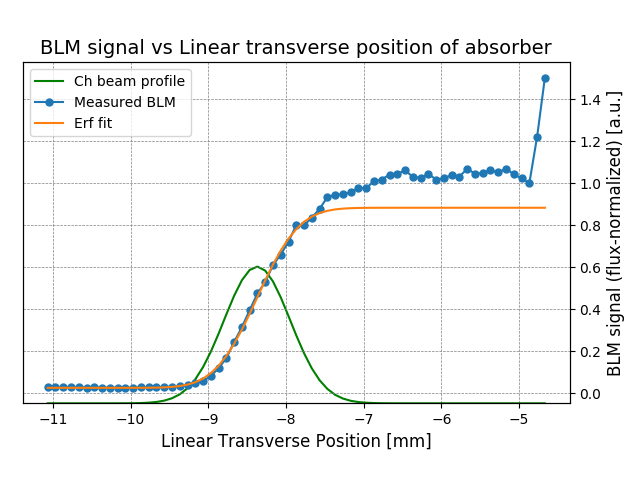 BLM signal vs Linear transverse position of absorber
Ch beam profile
Measured BLM
Erf fit
1.4
1.2
1.0
0.8
0.6
0.4
0.2
0.0
BLM signal (flux-normalized) [a.u.]
−11
−10
−9
−8
−7
−6
−5
Linear Transverse Position [mm]